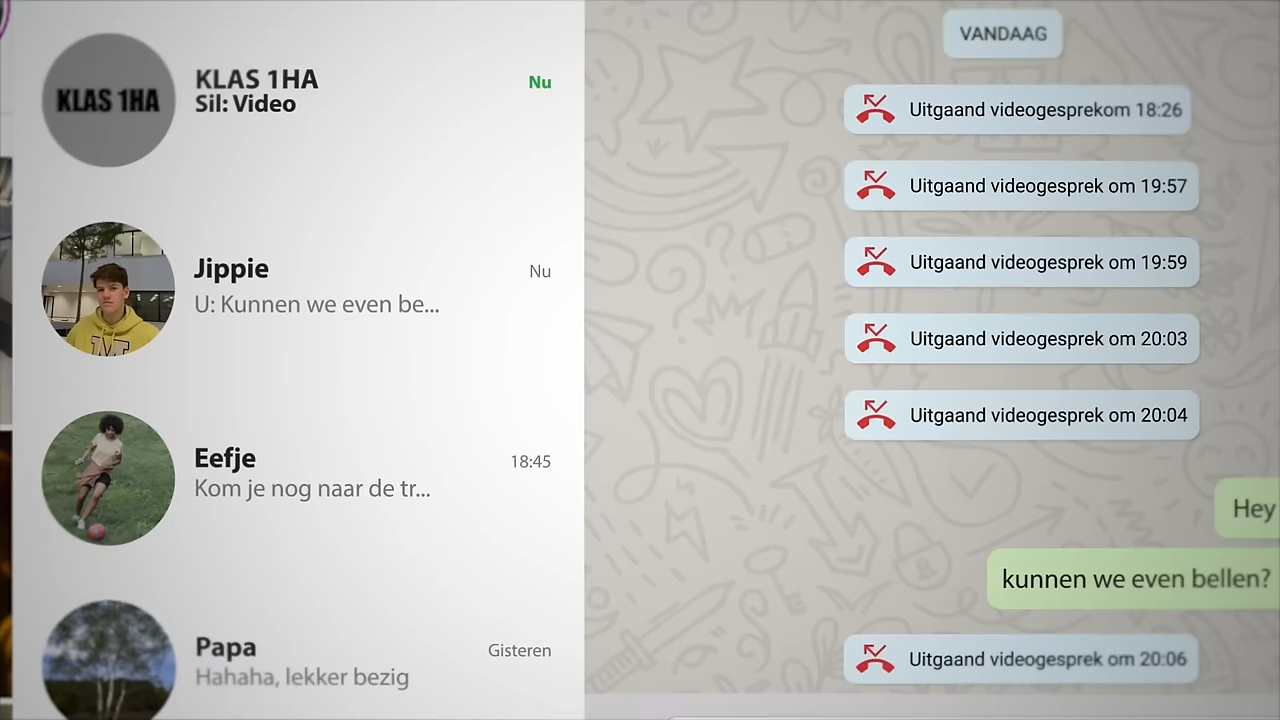 KLAS 1HA
KLAS 1HA
Nu
Sil: Video
Jippie
Nu
U: Kunnen we even be...
M
Eefje
18:45
Kom je nog naar de tr...
Papa
Gisteren
Hahaha, lekker bezig
VANDAAG
Uitgaand videogesprekom 18:26
Uitgaand videogesprek om 19:57
Uitgaand videogesprek om 19:59
Uitgaand videogesprek om 20:03
Uitgaand videogesprek om 20:04
Hey
kunnen we even bellen?
Uitgaand videogesprek om 20:06